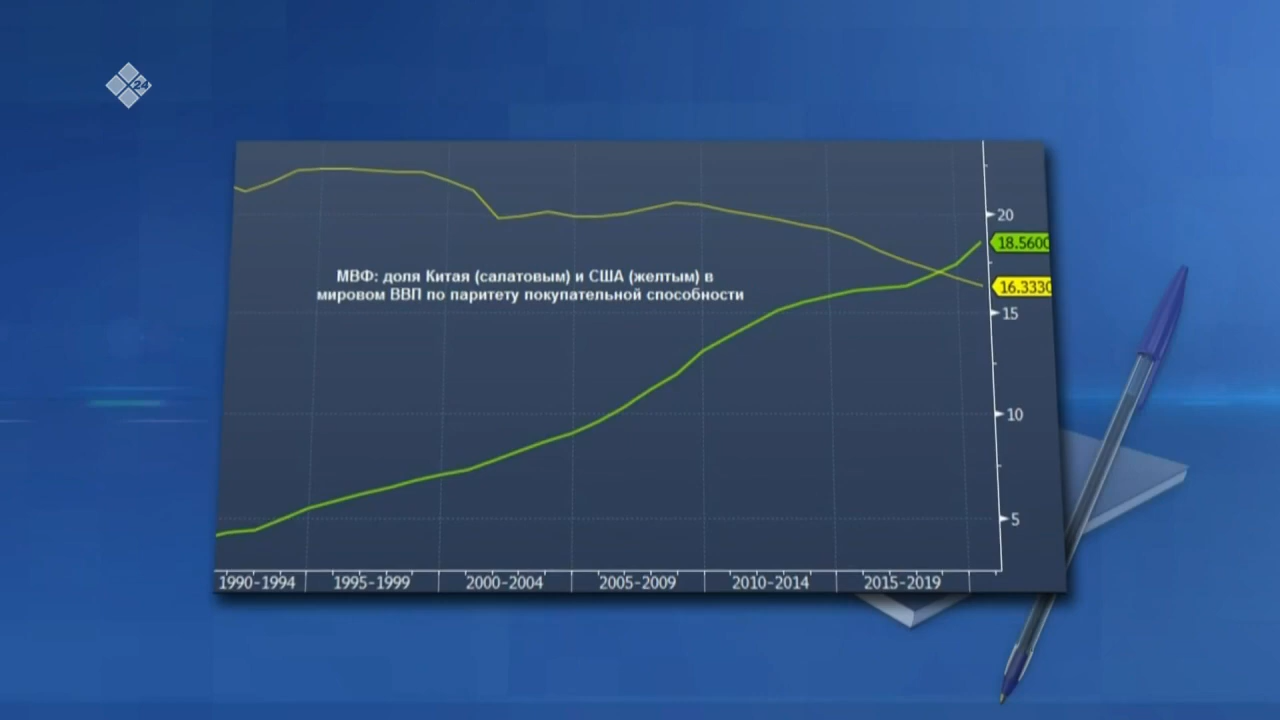 24
МВФ: доля Китая (салатовым) и США (желтым) в
мировом ВВП по паритету покупательной способности
20
18.5600
16.3330
15
10
5
1990-1994 1995-1999 2000-2004 2005-2009 2010-2014 2015-2019